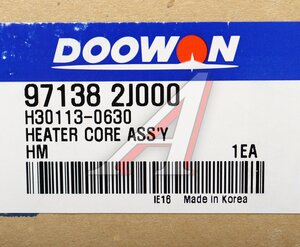 DOOWON
97138 2J000
H30113-0630
HEATER CORE ASS'Y
HM 1EA
IE16 Made in Korea